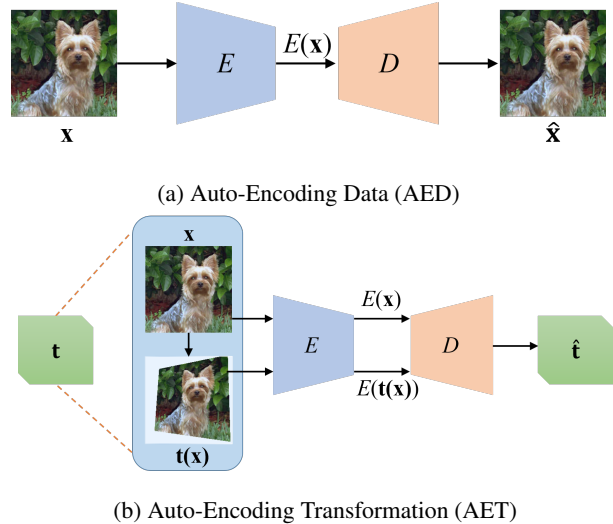 E
E(x)
D
x
x̂
(a) Auto-Encoding Data (AED)
x
t
E(x)
E
D
t̂
E(t(x))
t(x)
(b) Auto-Encoding Transformation (AET)